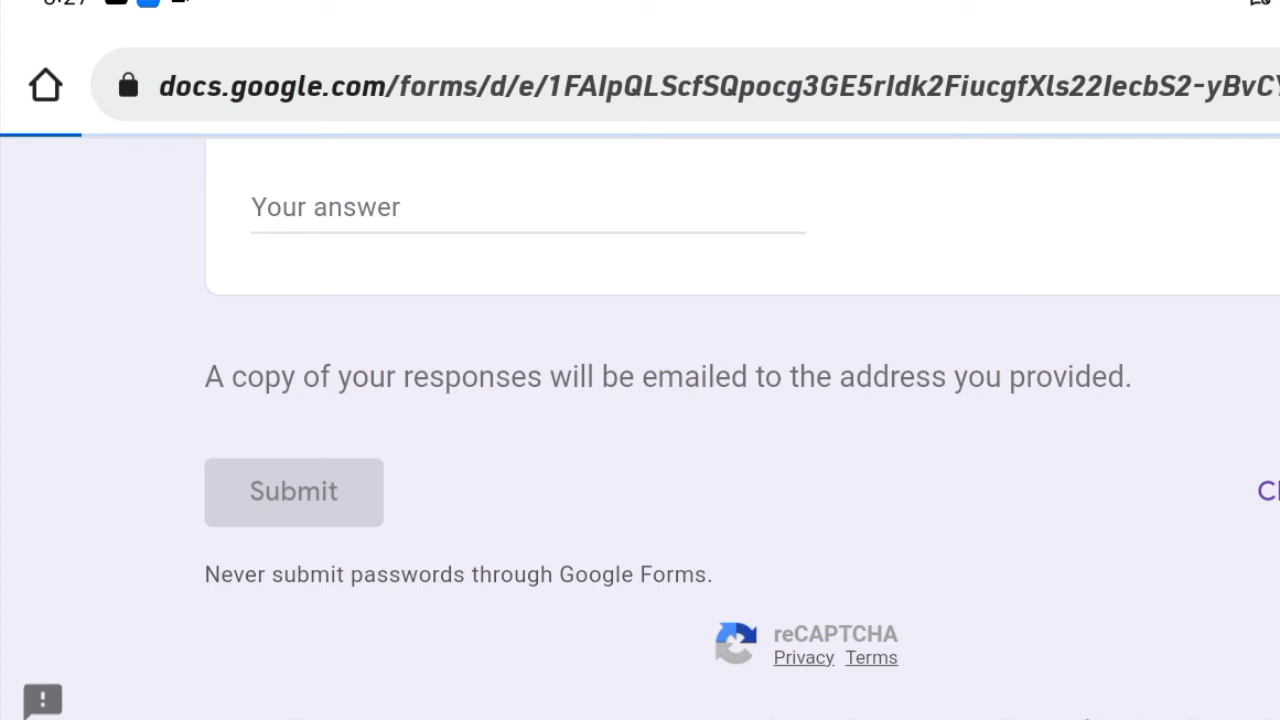 docs.google.com/forms/d/e/1FAIpQLScfSQpocg3GE5rIdk2FiucgfXls22IecbS2-yBvC
Your answer
A copy of your responses will be emailed to the address you provided.
Submit
Never submit passwords through Google Forms.
reCAPTCHA
Privacy Terms